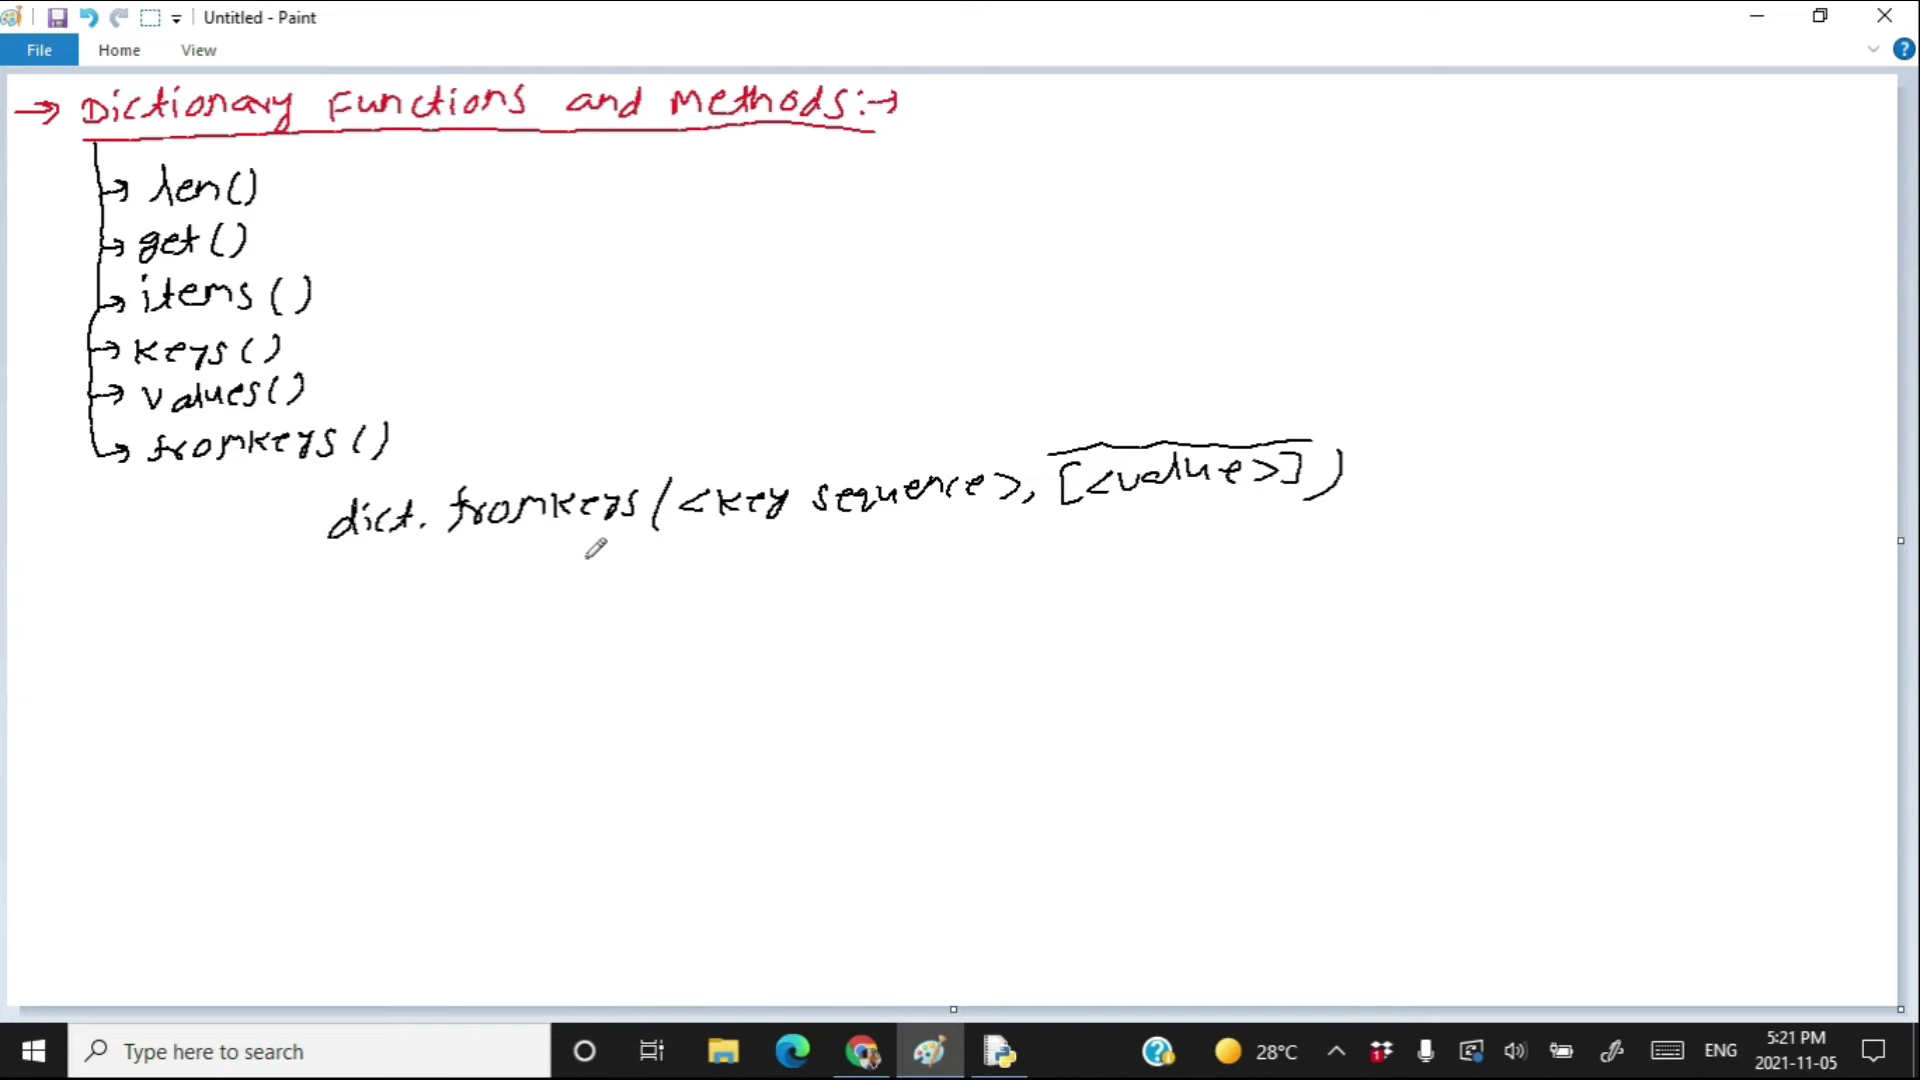 Untitled - Paint
File Home View
→ Dictionary Functions and Methods:→
→ len()
→ get()
→ items()
→ keys()
→ values()
→ fromkeys()
dict. fromkeys(<key sequence>, [<value>])
Type here to search
28°C
ENG
5:21 PM
2021-11-05